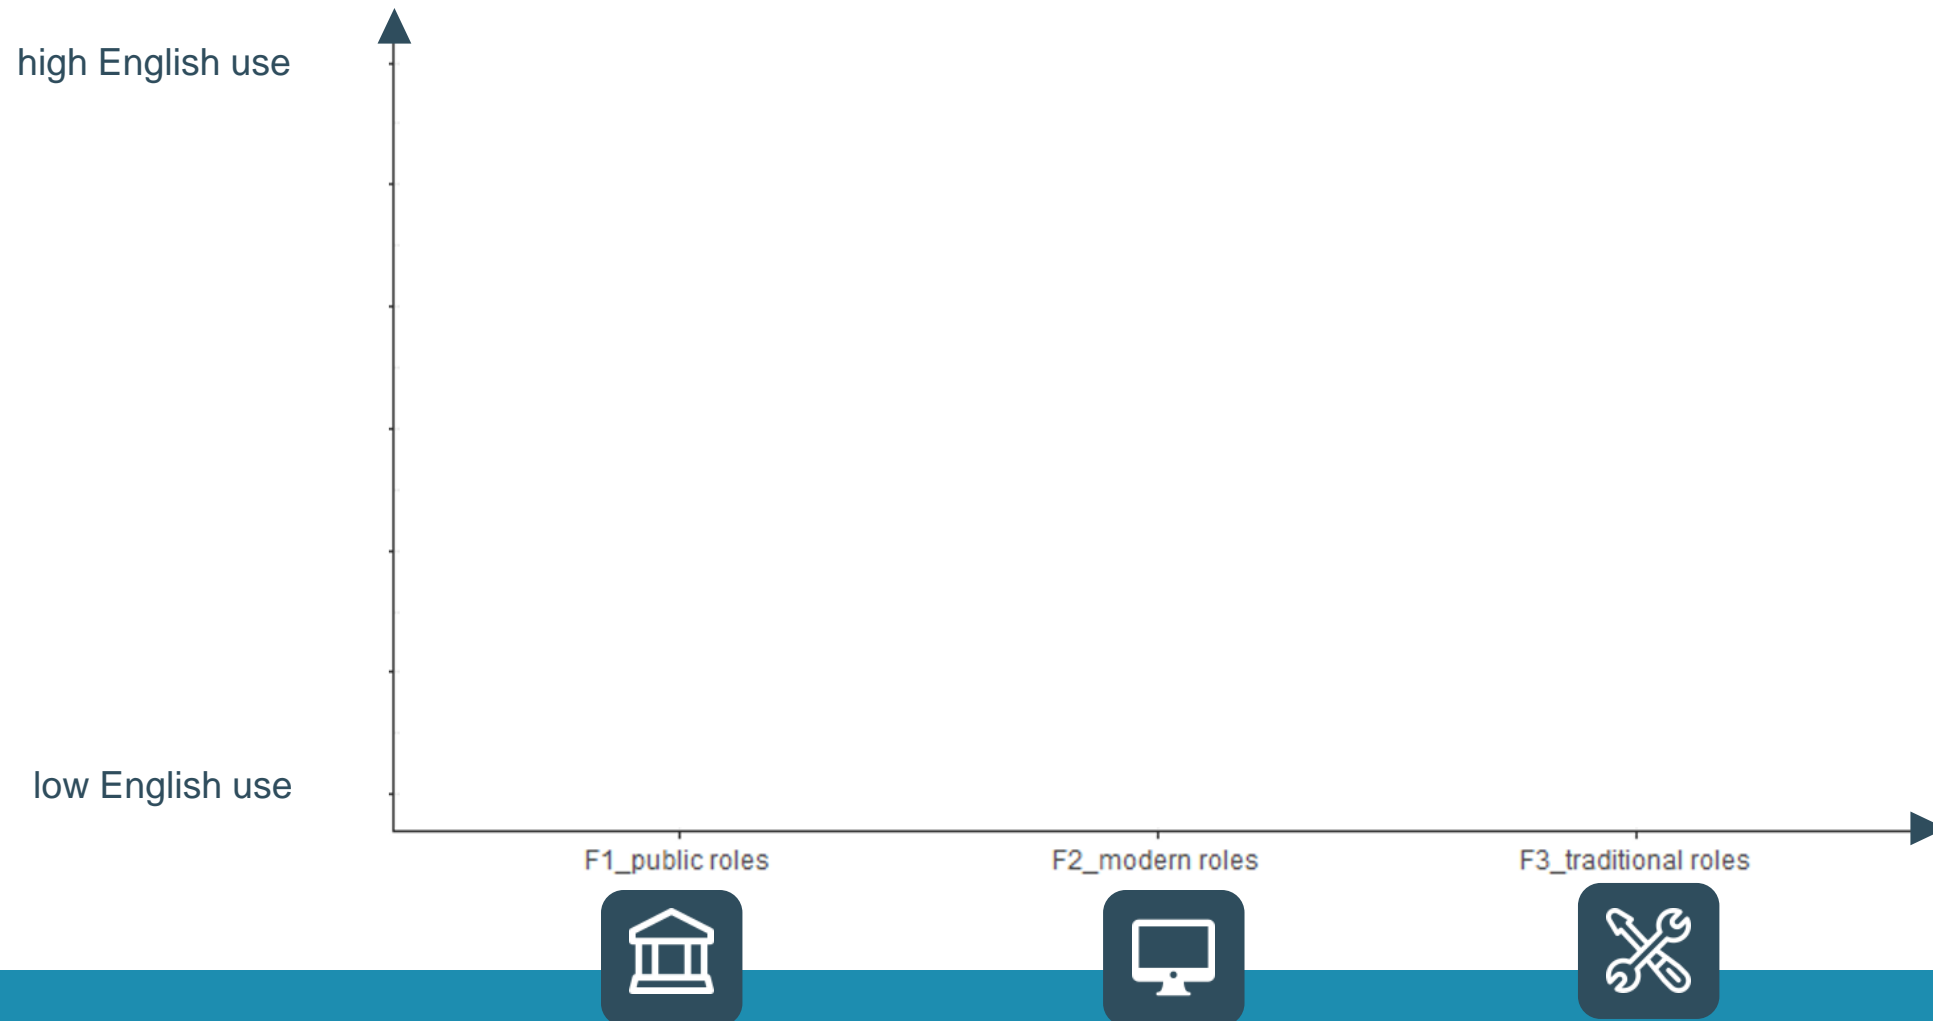 high English use
low English use
F1_public roles
F2_modern roles
F3_traditional roles